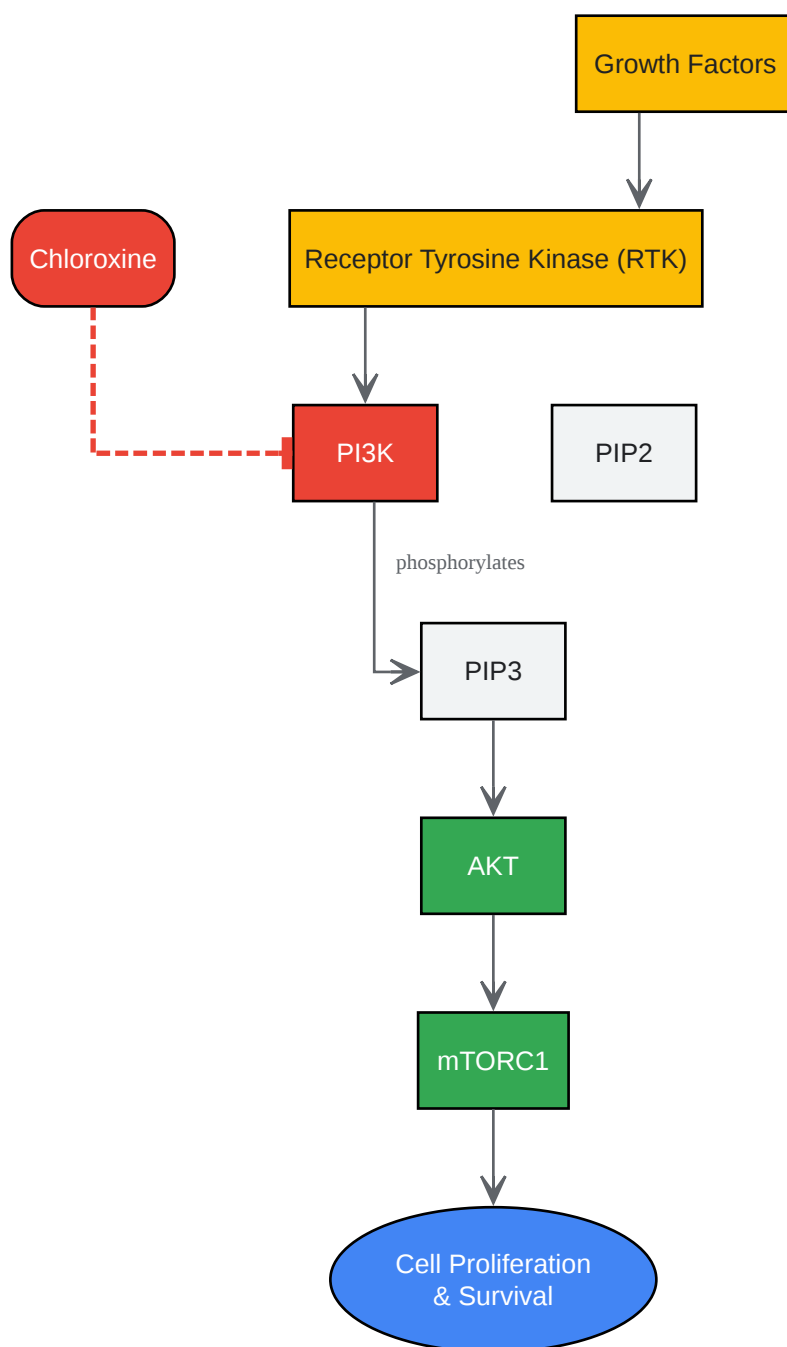 Growth Factors
Chloroxine
Receptor Tyrosine Kinase (RTK)
PI3K
PIP2
phosphorylates
PIP3
AKT
mTORC1
Cell Proliferation
& Survival